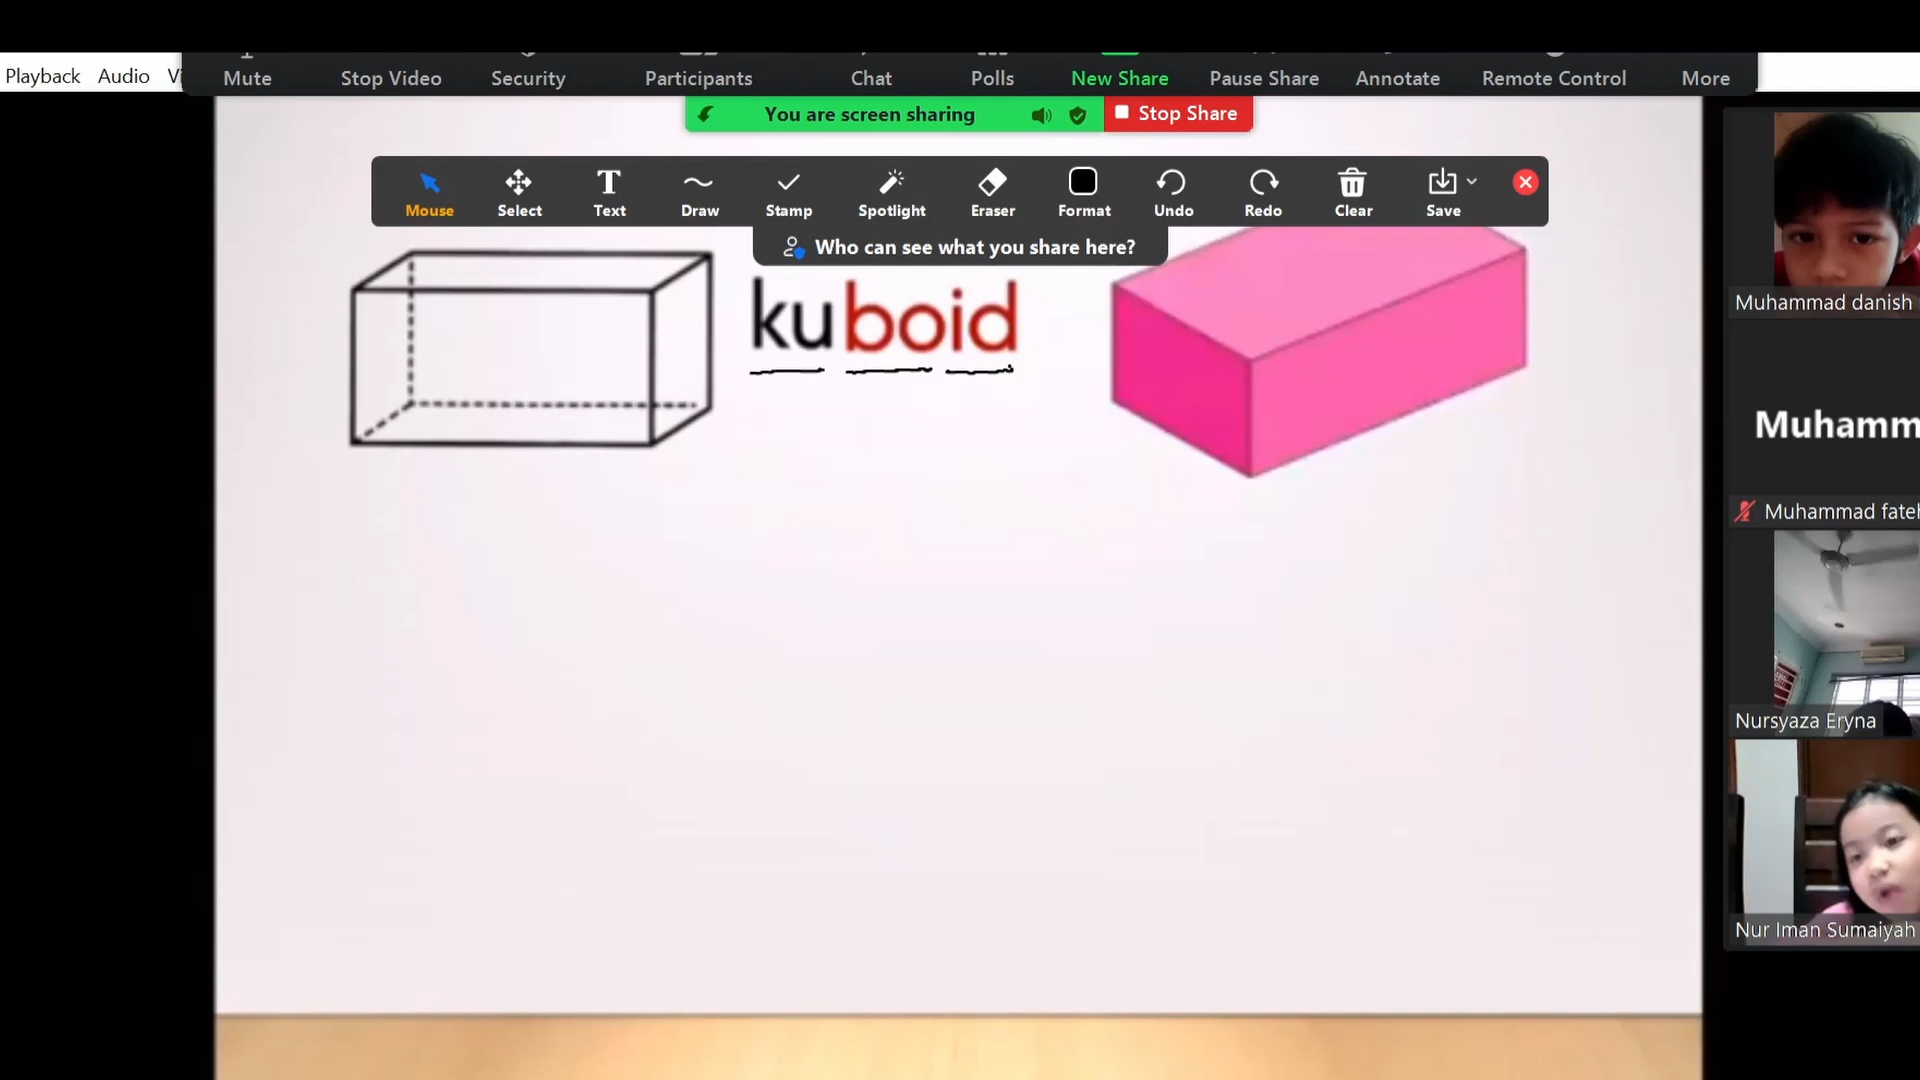 Playback Audio Vi
Mute Stop Video Security Participants Chat Polls New Share Pause Share Annotate Remote Control More
You are screen sharing Stop Share
Mouse Select Text Draw Stamp Spotlight Eraser Format Undo Redo Clear Save
Who can see what you share here?
kuboid
Muhammad danish
Muhamm
Muhammad fateh
Nursyaza Eryna
Nur Iman Sumaiyah